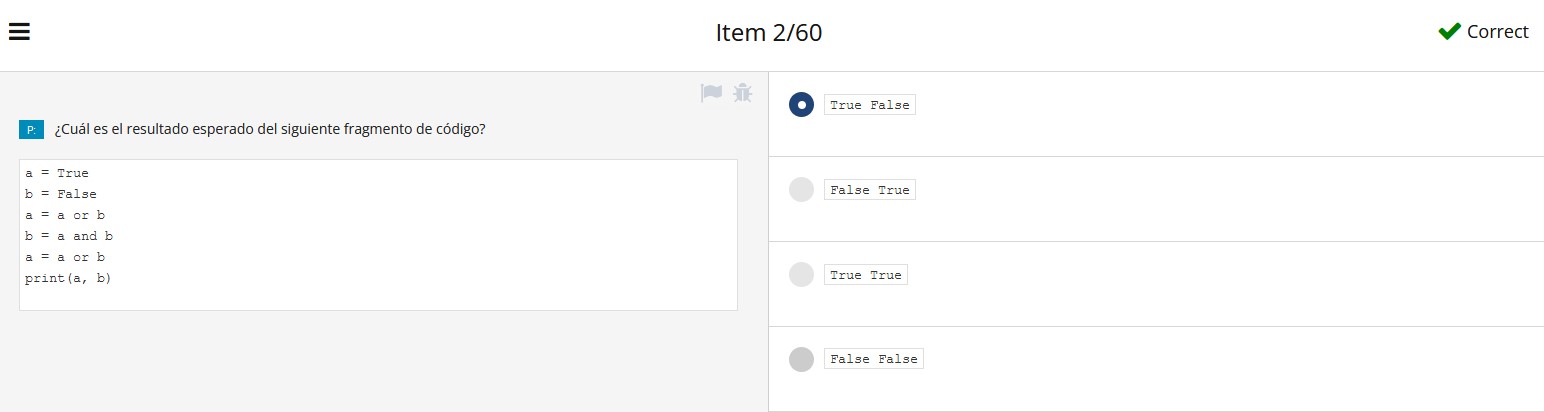 Item 2/60
Correct
P: ¿Cuál es el resultado esperado del siguiente fragmento de código?
a = True
b = False
a = a or b
b = a and b
a = a or b
print(a, b)
True False
False True
True True
False False